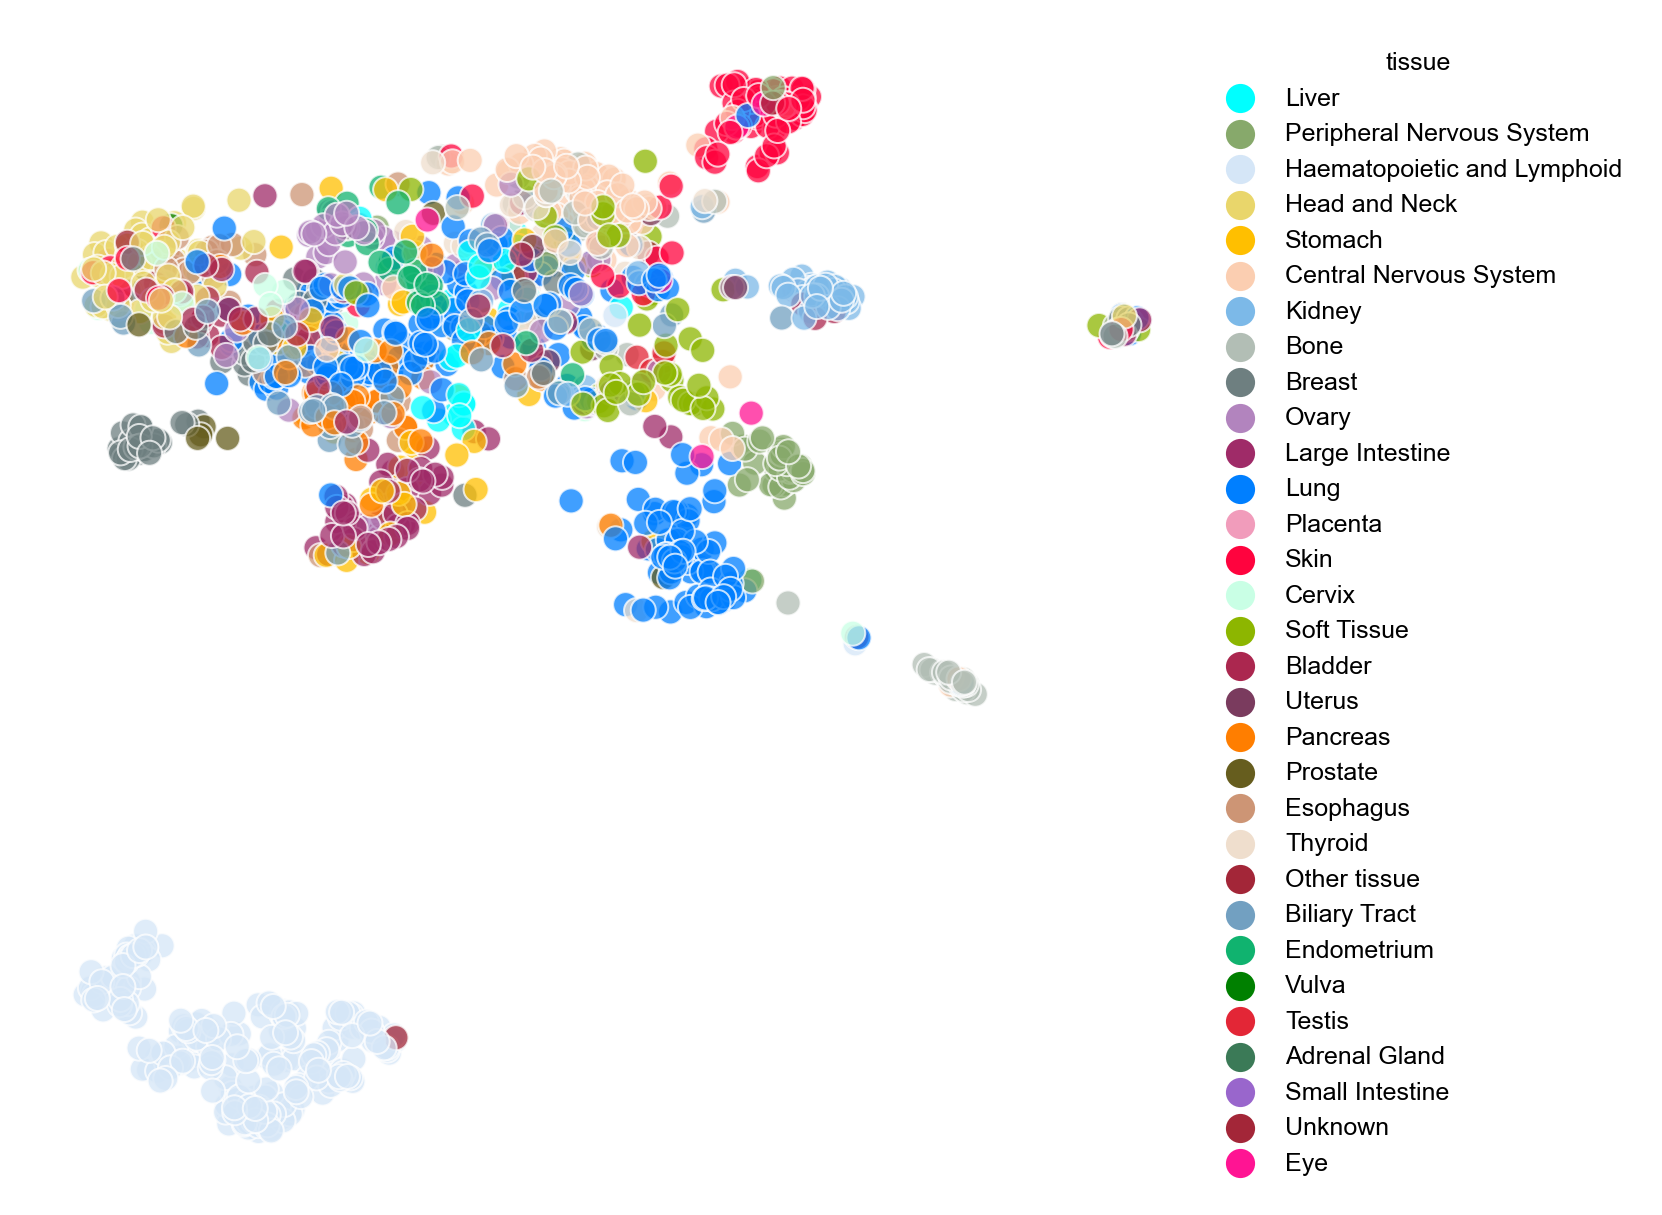 tissue
Liver
Peripheral Nervous System
Haematopoietic and Lymphoid
Head and Neck
Stomach
Central Nervous System
Kidney
Bone
Breast
Ovary
Large Intestine
Lung
Placenta
Skin
Cervix
Soft Tissue
Bladder
Uterus
Pancreas
Prostate
Esophagus
Thyroid
Other tissue
Biliary Tract
Endometrium
Vulva
Testis
Adrenal Gland
Small Intestine
Unknown
Eye